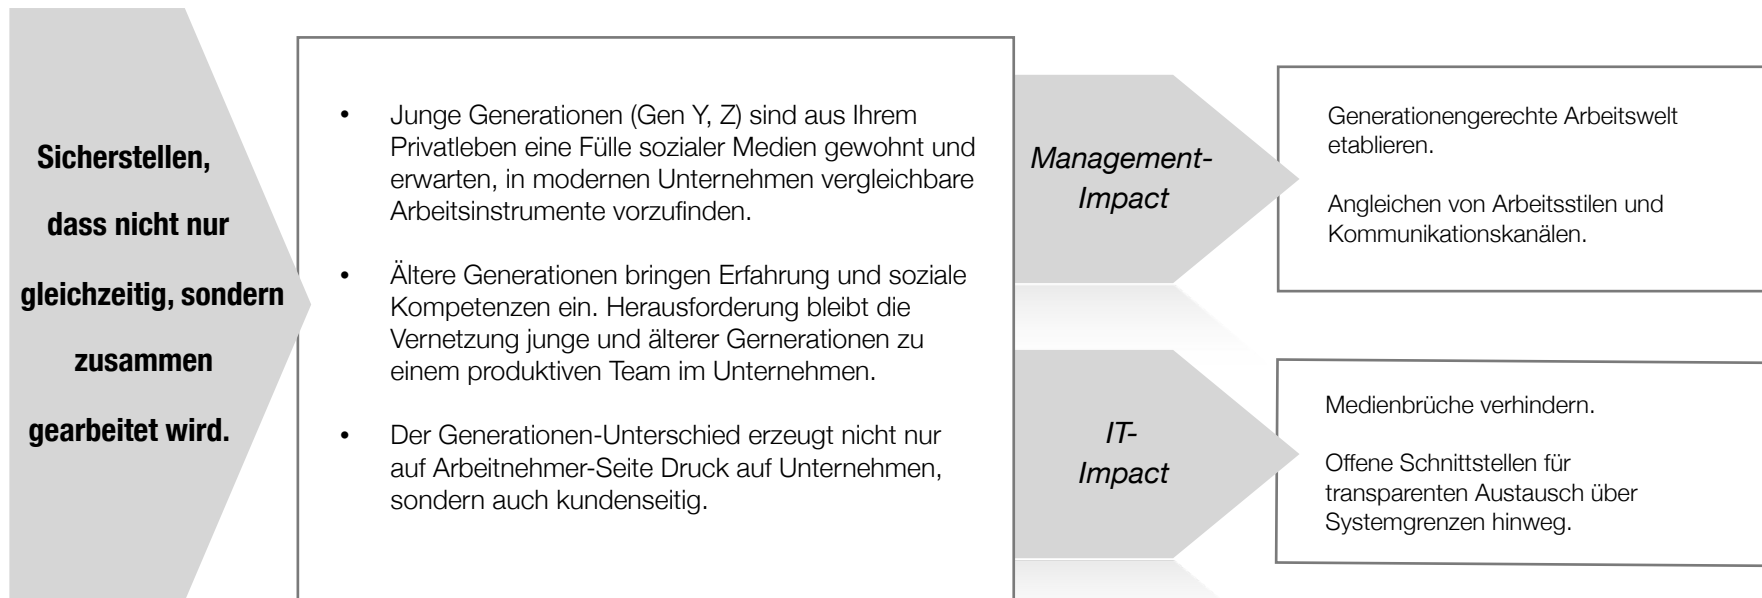 Sicherstellen,
dass nicht nur
gleichzeitig, sondern
zusammen
gearbeitet wird.
• Junge Generationen (Gen Y, Z) sind aus Ihrem
Privatleben eine Fülle sozialer Medien gewohnt und
erwarten, in modernen Unternehmen vergleichbare
Arbeitsinstrumente vorzufinden.
• Ältere Generationen bringen Erfahrung und soziale
Kompetenzen ein. Herausforderung bleibt die
Vernetzung junge und älterer Gernerationen zu
einem produktiven Team im Unternehmen.
• Der Generationen-Unterschied erzeugt nicht nur
auf Arbeitnehmer-Seite Druck auf Unternehmen,
sondern auch kundenseitig.
Management-
Impact
Generationengerechte Arbeitswelt
etablieren.
Angleichen von Arbeitsstilen und
Kommunikationskanälen.
IT-
Impact
Medienbrüche verhindern.
Offene Schnittstellen für
transparenten Austausch über
Systemgrenzen hinweg.